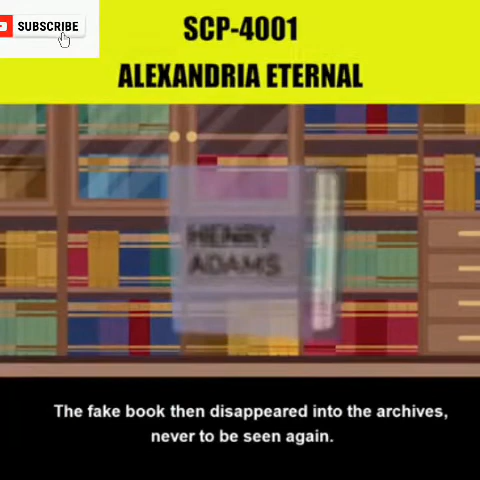 SUBSCRIBE
SCP-4001
ALEXANDRIA ETERNAL
HENRY
ADAMS
The fake book then disappeared into the archives,
never to be seen again.